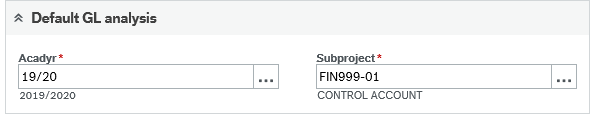 Default GL analysis
Acadyr* Subproject*
19/20 ... FIN999-01 ...
2019/2020 CONTROL ACCOUNT